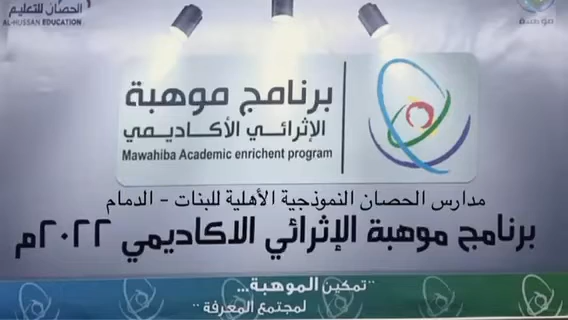 الحصان للتعليم
AL-HUSSAN EDUCATION
موهبة
برنامج موهبة
الإثرائي الأكاديمي
Mawahiba Academic enrichent program
مدارس الحصان النموذجية الأهلية للبنات - الدمام
برنامج موهبة الإثرائي الاكاديمي ٢٠٢٢م
"تمكين الموهبة...
لمجتمع المعرفة"